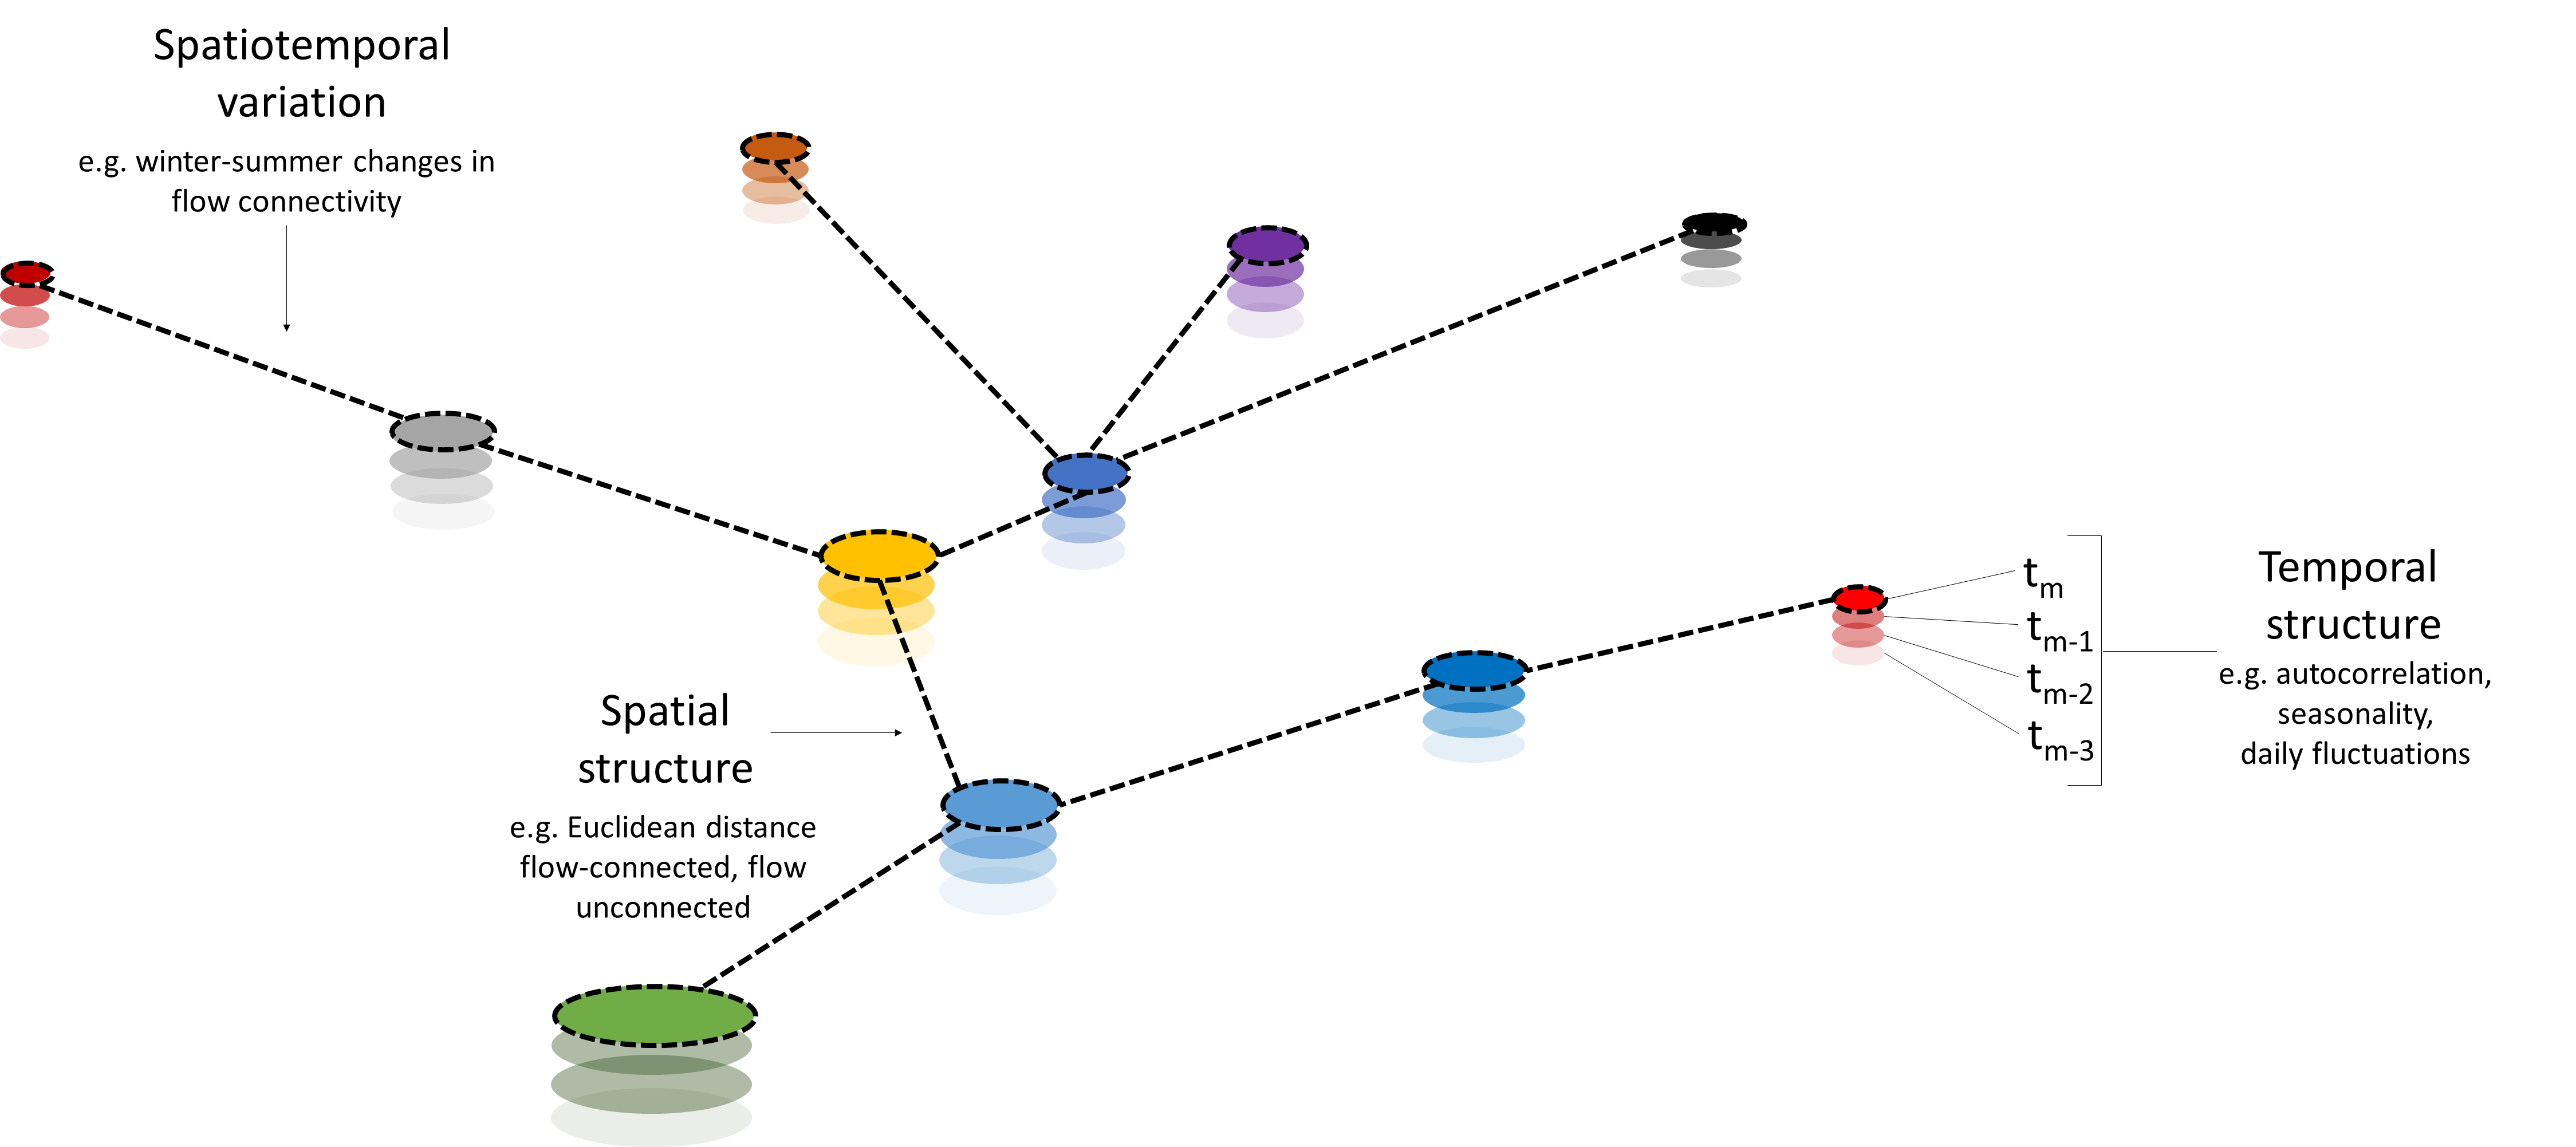 Spatiotemporal
variation
e.g. winter-summer changes in
flow connectivity
Spatial
structure
e.g. Euclidean distance
flow-connected, flow
unconnected
tm
tm-1
tm-2
tm-3
Temporal
structure
e.g. autocorrelation,
seasonality,
daily fluctuations